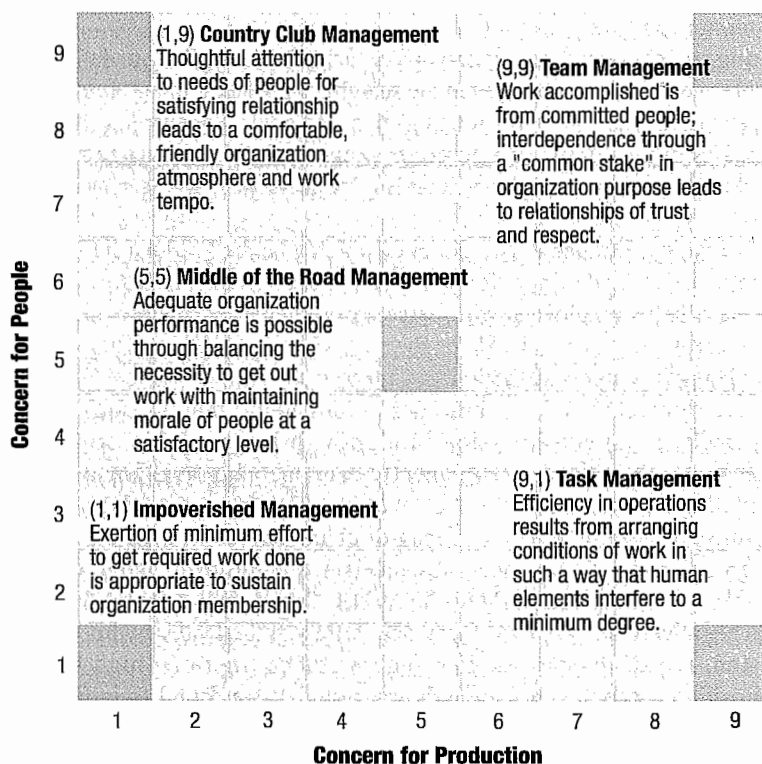 Concern for People
9
8
7
6
5
4
3
2
1
(1,9) Country Club Management
Thoughtful attention
to needs of people for
satisfying relationship
leads to a comfortable,
friendly organization
atmosphere and work
tempo.
(9,9) Team Management
Work accomplished is
from committed people;
interdependence through
a "common stake" in
organization purpose leads
to relationships of trust
and respect.
(5,5) Middle of the Road Management
Adequate organization
performance is possible
through balancing the
necessity to get out
work with maintaining
morale of people at a
satisfactory level.
(1,1) Impoverished Management
Exertion of minimum effort
to get required work done
is appropriate to sustain
organization membership.
(9,1) Task Management
Efficiency in operations
results from arranging
conditions of work in
such a way that human
elements interfere to a
minimum degree.
1 2 3 4 5 6 7 8 9
Concern for Production